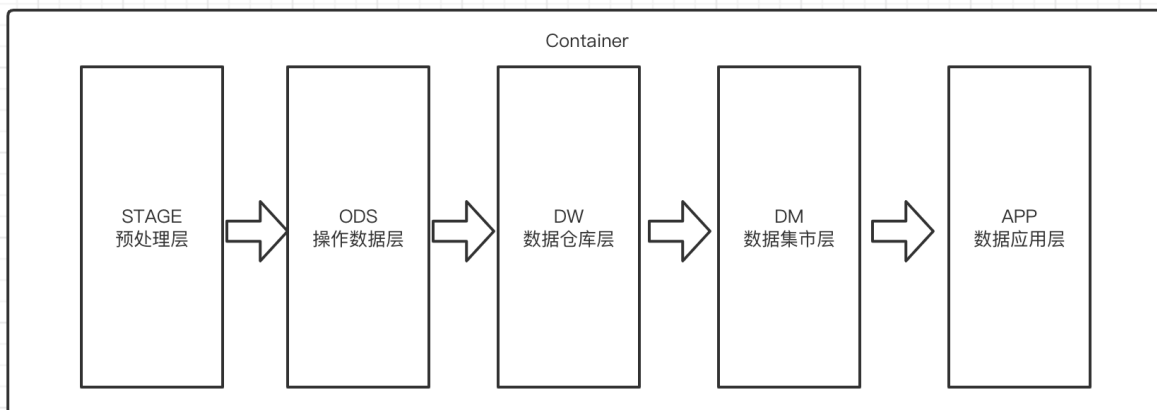 Container
STAGE
预处理层
ODS
操作数据层
DW
数据仓库层
DM
数据集市层
APP
数据应用层